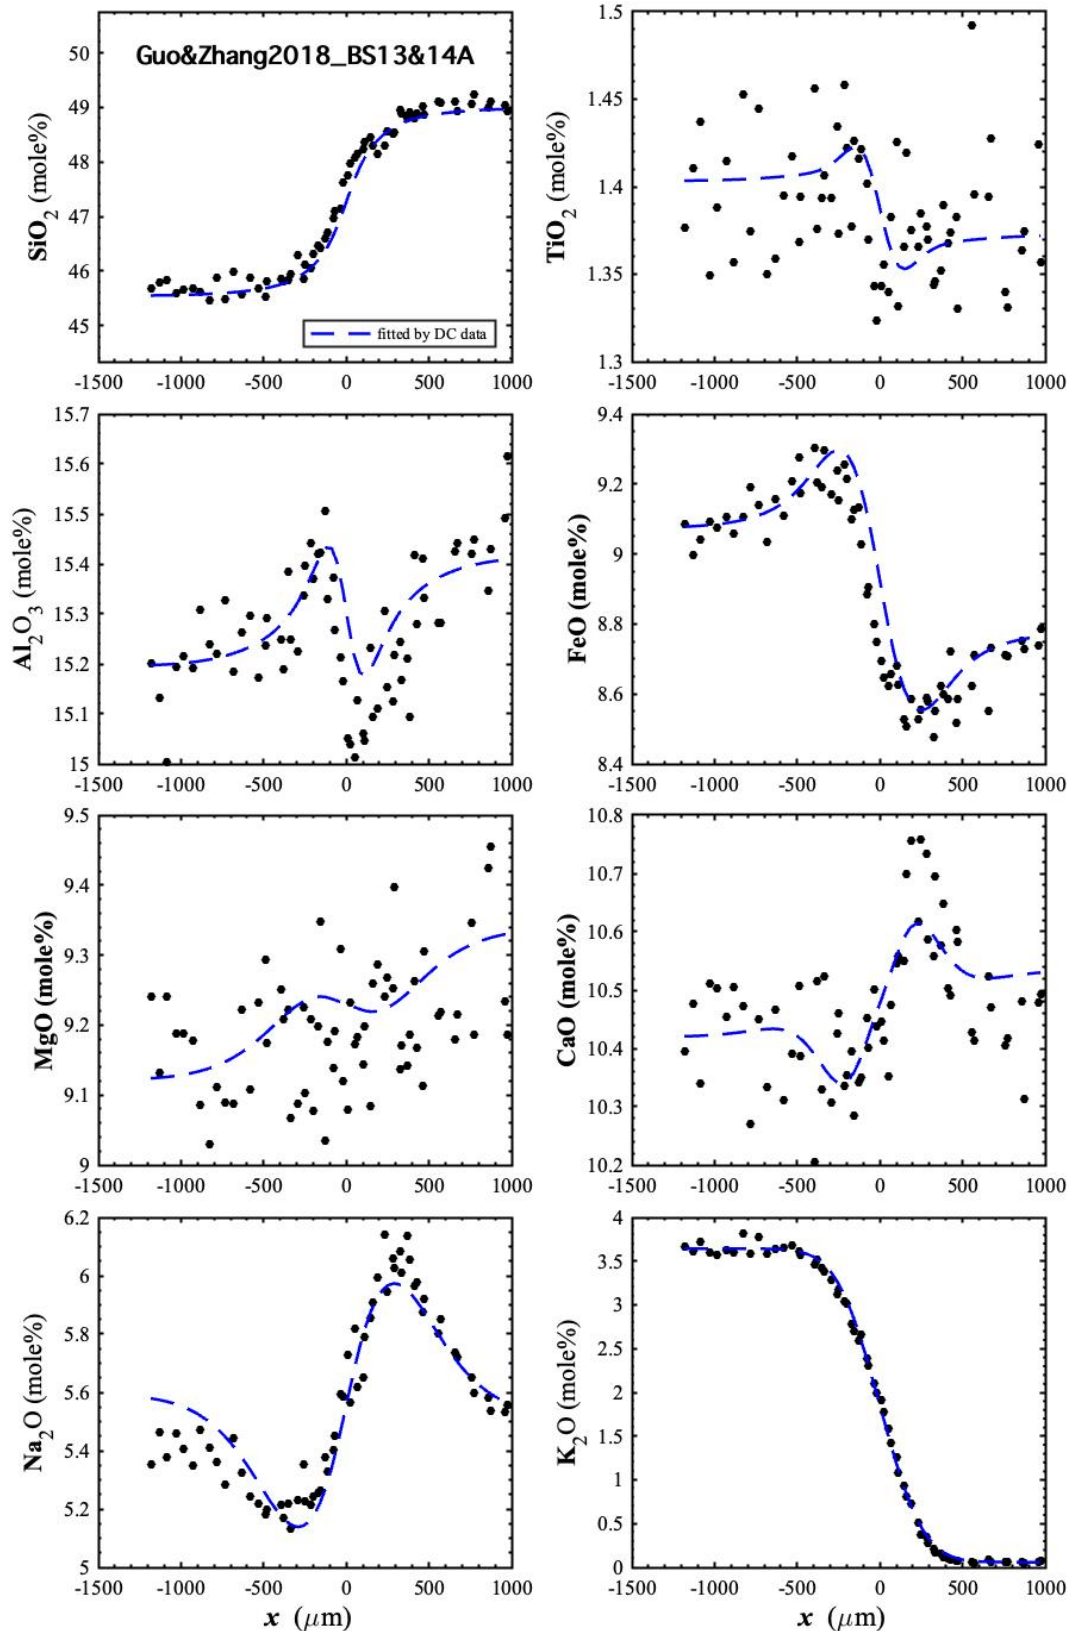 Guo&Zhang2018_BS13&14A
SiO2 (mole%)
50
49
48
47
46
45
fitted by DC data
-1500 -1000 -500 0 500 1000
TiO2 (mole%)
1.5
1.45
1.4
1.35
1.3
-1500 -1000 -500 0 500 1000
Al2O3 (mole%)
15.7
15.6
15.5
15.4
15.3
15.2
15.1
15
-1500 -1000 -500 0 500 1000
FeO (mole%)
9.4
9.2
9
8.8
8.6
8.4
-1500 -1000 -500 0 500 1000
MgO (mole%)
9.5
9.4
9.3
9.2
9.1
9
-1500 -1000 -500 0 500 1000
CaO (mole%)
10.8
10.7
10.6
10.5
10.4
10.3
10.2
-1500 -1000 -500 0 500 1000
Na2O (mole%)
6.2
6
5.8
5.6
5.4
5.2
5
-1500 -1000 -500 0 500 1000
x (μm)
K2O (mole%)
4
3.5
3
2.5
2
1.5
1
0.5
0
-1500 -1000 -500 0 500 1000
x (μm)